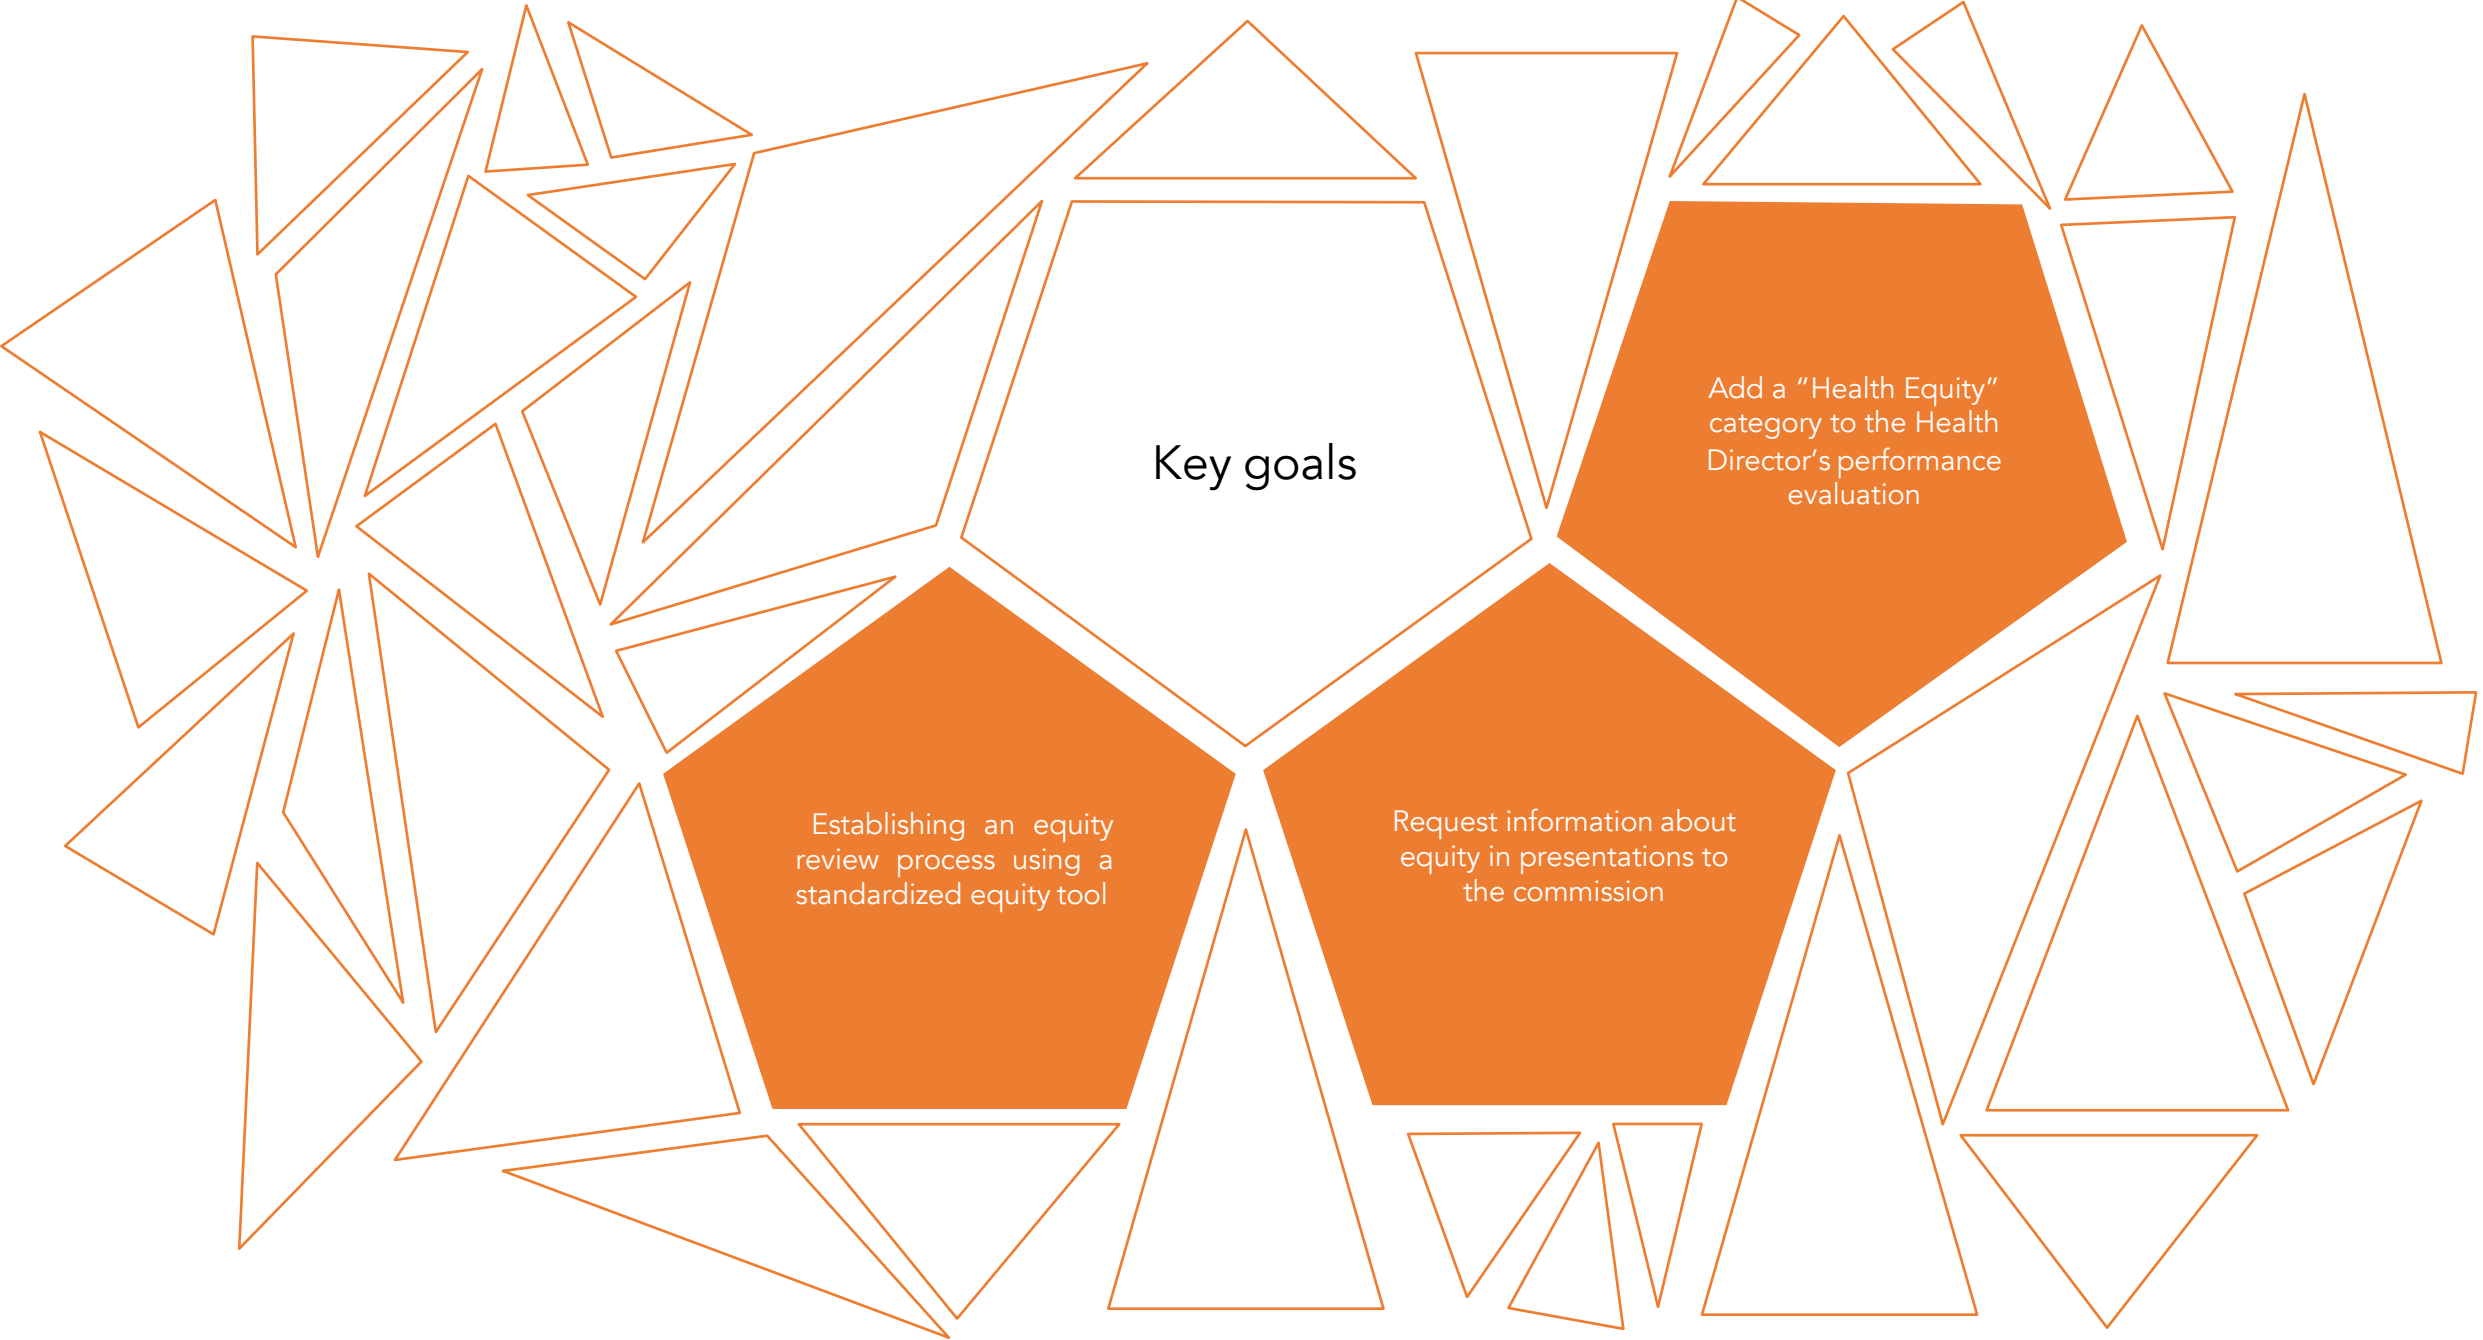 Key goals
Add a “Health Equity”
category to the Health
Director’s performance
evaluation
Establishing an equity
review process using a
standardized equity tool
Request information about
equity in presentations to
the commission